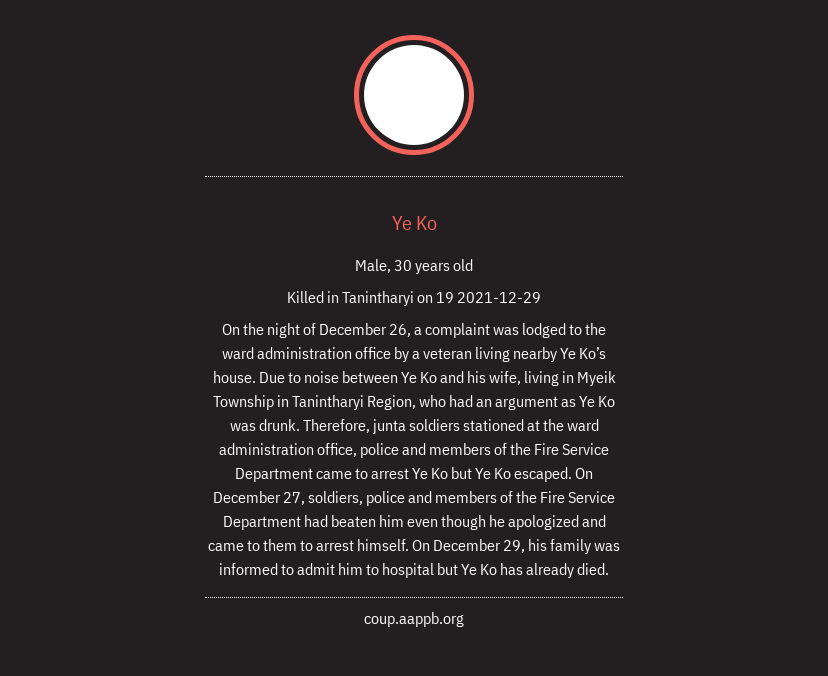 Ye Ko
Male, 30 years old
Killed in Tanintharyi on 19 2021-12-29
On the night of December 26, a complaint was lodged to the
ward administration office by a veteran living nearby Ye Ko’s
house. Due to noise between Ye Ko and his wife, living in Myeik
Township in Tanintharyi Region, who had an argument as Ye Ko
was drunk. Therefore, junta soldiers stationed at the ward
administration office, police and members of the Fire Service
Department came to arrest Ye Ko but Ye Ko escaped. On
December 27, soldiers, police and members of the Fire Service
Department had beaten him even though he apologized and
came to them to arrest himself. On December 29, his family was
informed to admit him to hospital but Ye Ko has already died.
coup.aappb.org